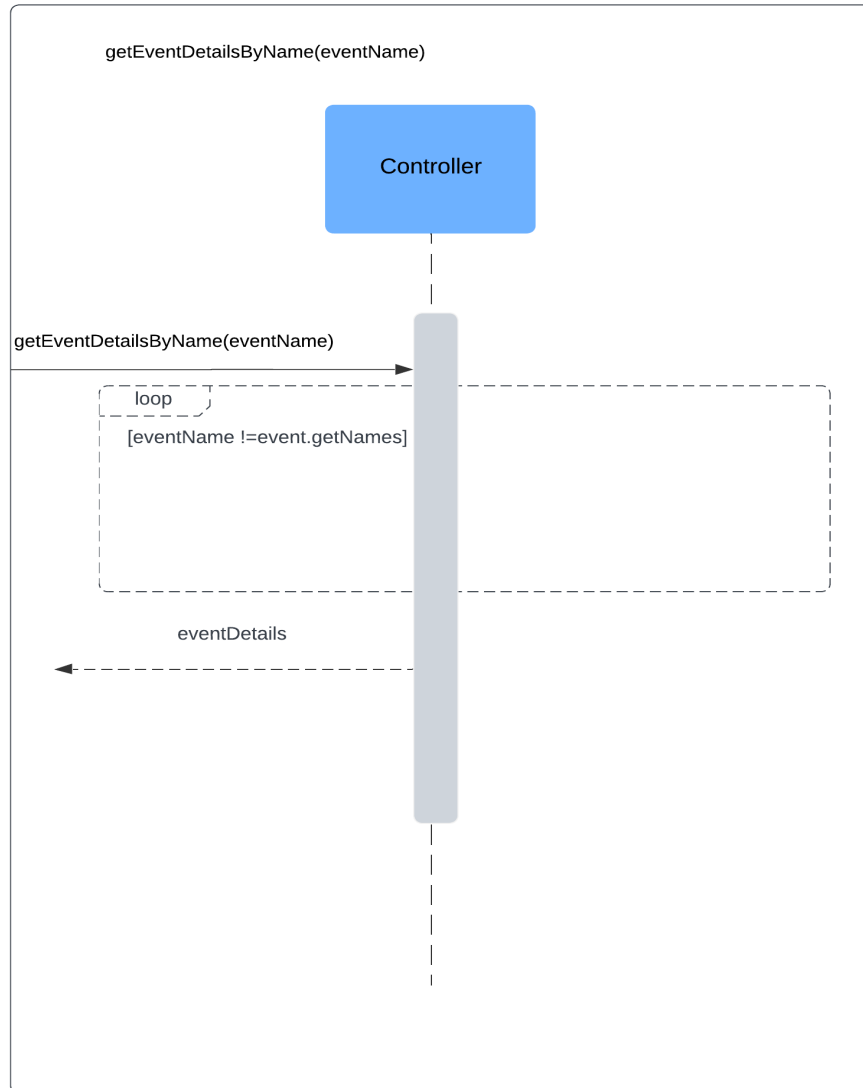 getEventDetailsByName(eventName)
Controller
getEventDetailsByName(eventName)
loop
[eventName !=event.getNames]
eventDetails